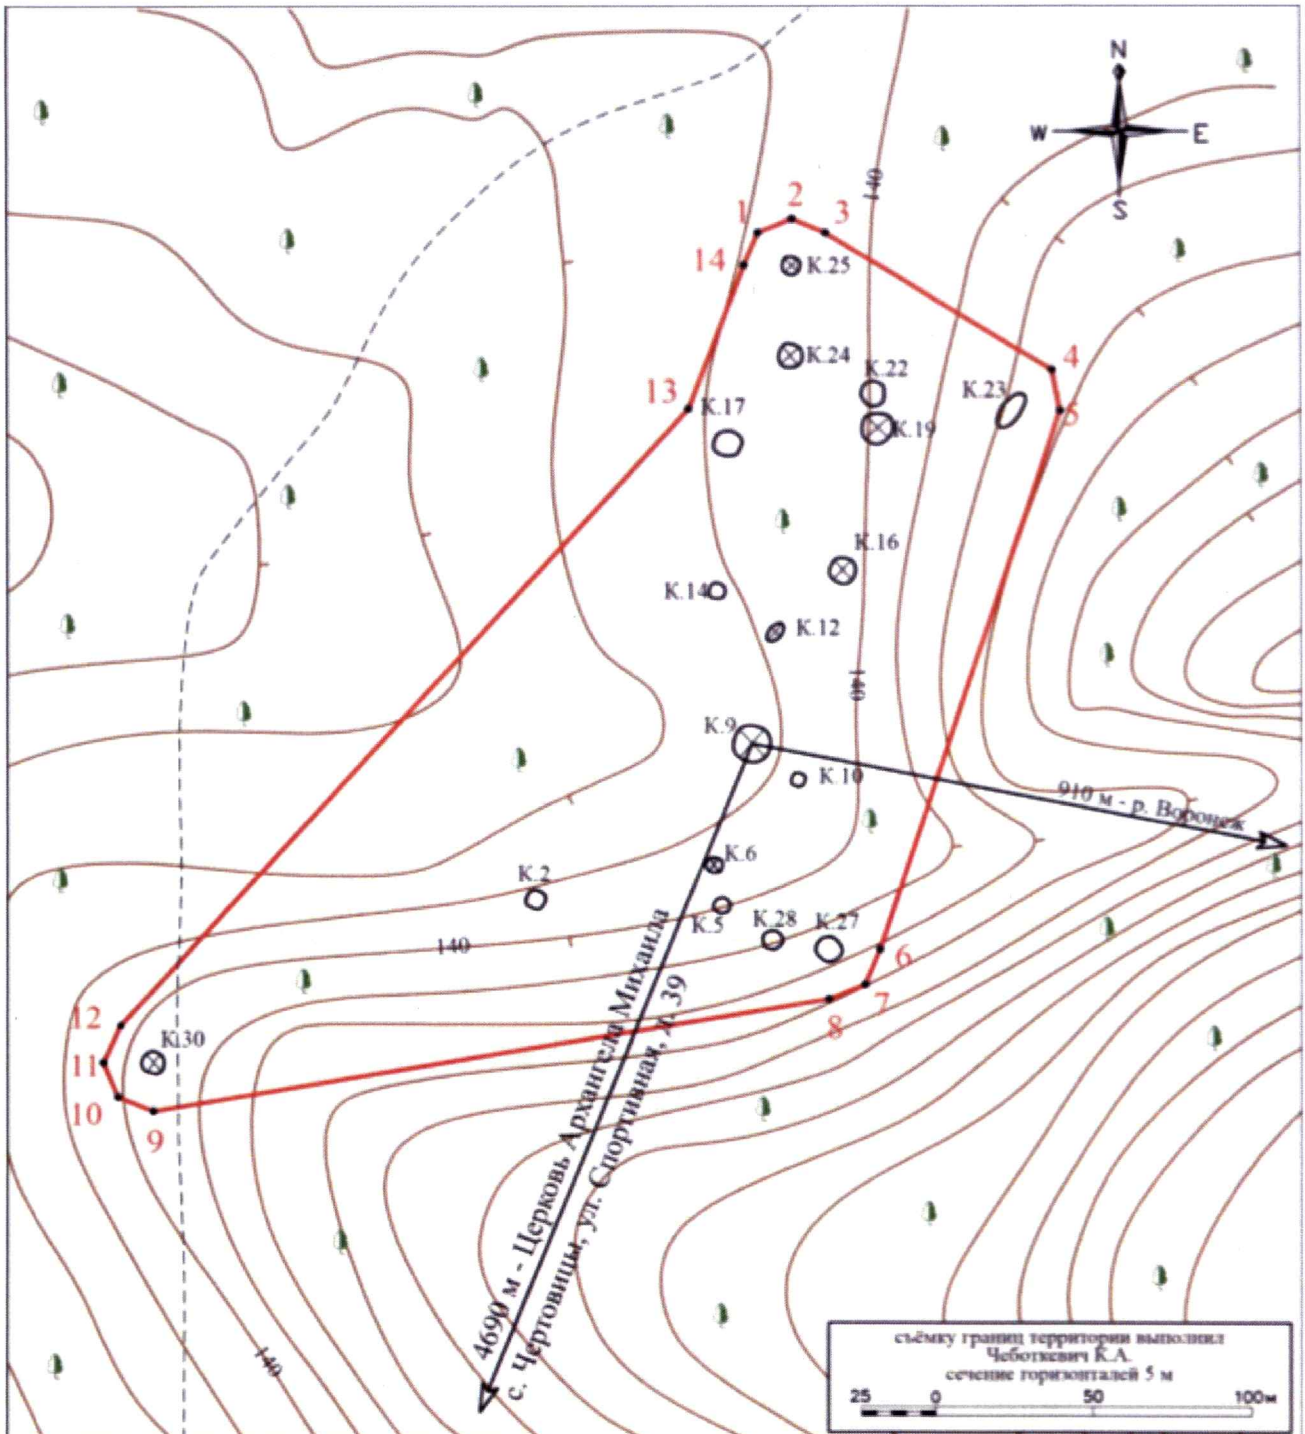 N
W E
S
140
2
1 3
14
К.25
К.24
4
К.22
К.23
5
13
К.17
К.19
К.16
К.14
К.12
140
К.9
К.10
910 м - р. Воронеж
К.6
К.2
К.5
К.28
К.27
140
6
7
8
12
К.30
11
10
9
4690 м - Церковь Архангела Михаила
с. Чертовицы, ул. Спортивная, д. 39
140
съёмку границ территории выполнил
Чеботкевич К.А.
сечение горизонталей 5 м
25 0 50 100м